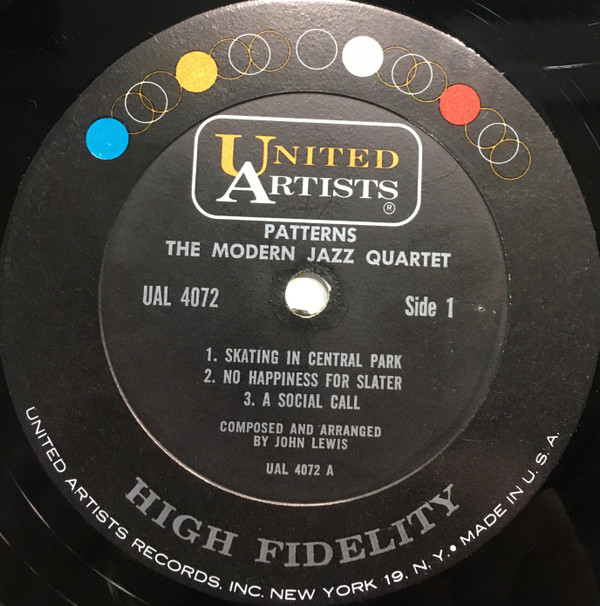 UNITED
ARTISTS
®
PATTERNS
THE MODERN JAZZ QUARTET
UAL 4072
Side 1
1. SKATING IN CENTRAL PARK
2. NO HAPPINESS FOR SLATER
3. A SOCIAL CALL
COMPOSED AND ARRANGED
BY JOHN LEWIS
UAL 4072 A
HIGH FIDELITY
UNITED ARTISTS RECORDS, INC. NEW YORK 19, N. Y. • MADE IN U. S. A.